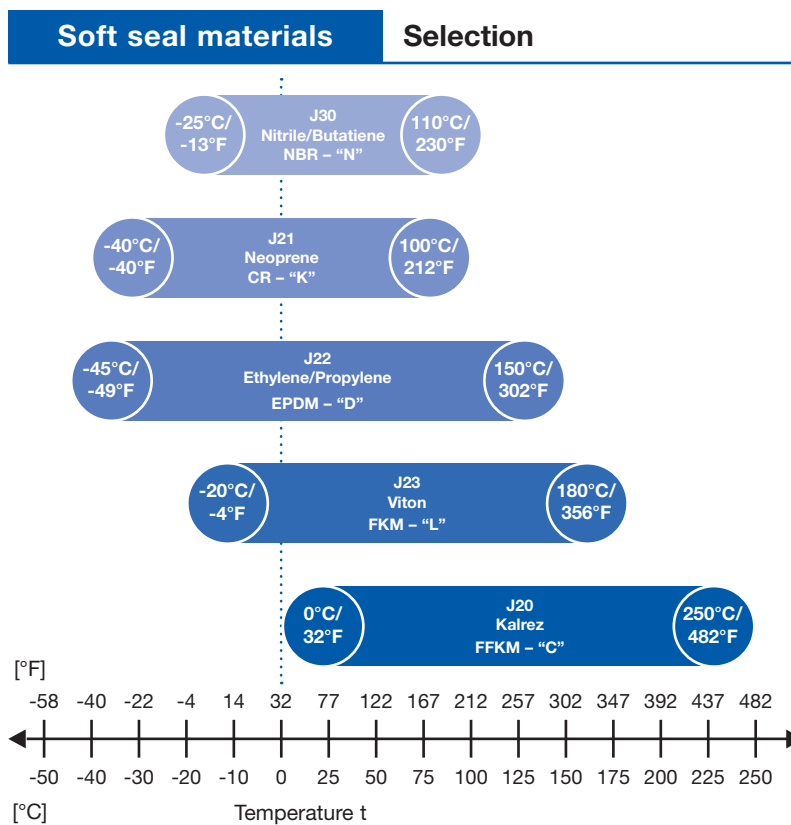 Soft seal materials Selection
-25°C/
-13°F
J30
Nitrile/Butatiene
NBR – “N”
110°C/
230°F
-40°C/
-40°F
J21
Neoprene
CR – “K”
100°C/
212°F
-45°C/
-49°F
J22
Ethylene/Propylene
EPDM – “D”
150°C/
302°F
-20°C/
-4°F
J23
Viton
FKM – “L”
180°C/
356°F
0°C/
32°F
J20
Kalrez
FFKM – “C”
250°C/
482°F
[°F]
-58 -40 -22 -4 14 32 77 122 167 212 257 302 347 392 437 482
-50 -40 -30 -20 -10 0 25 50 75 100 125 150 175 200 225 250
[°C] Temperature t